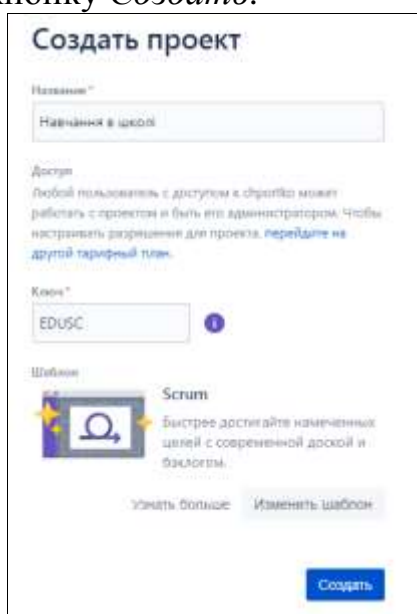 кнопку Создать.
Создать проект
Название *
Навчання в школі
Доступ
Любой пользователь с доступом к chportko может
работать с проектом и быть его администратором. Чтобы
настраивать разрешения для проекта, перейдите на
другой тарифный план.
Ключ *
EDUSC
Шаблон
Scrum
Быстрее достигайте намеченных
целей с современной доской и
бэклогом.
Узнать больше
Изменить шаблон
Создать